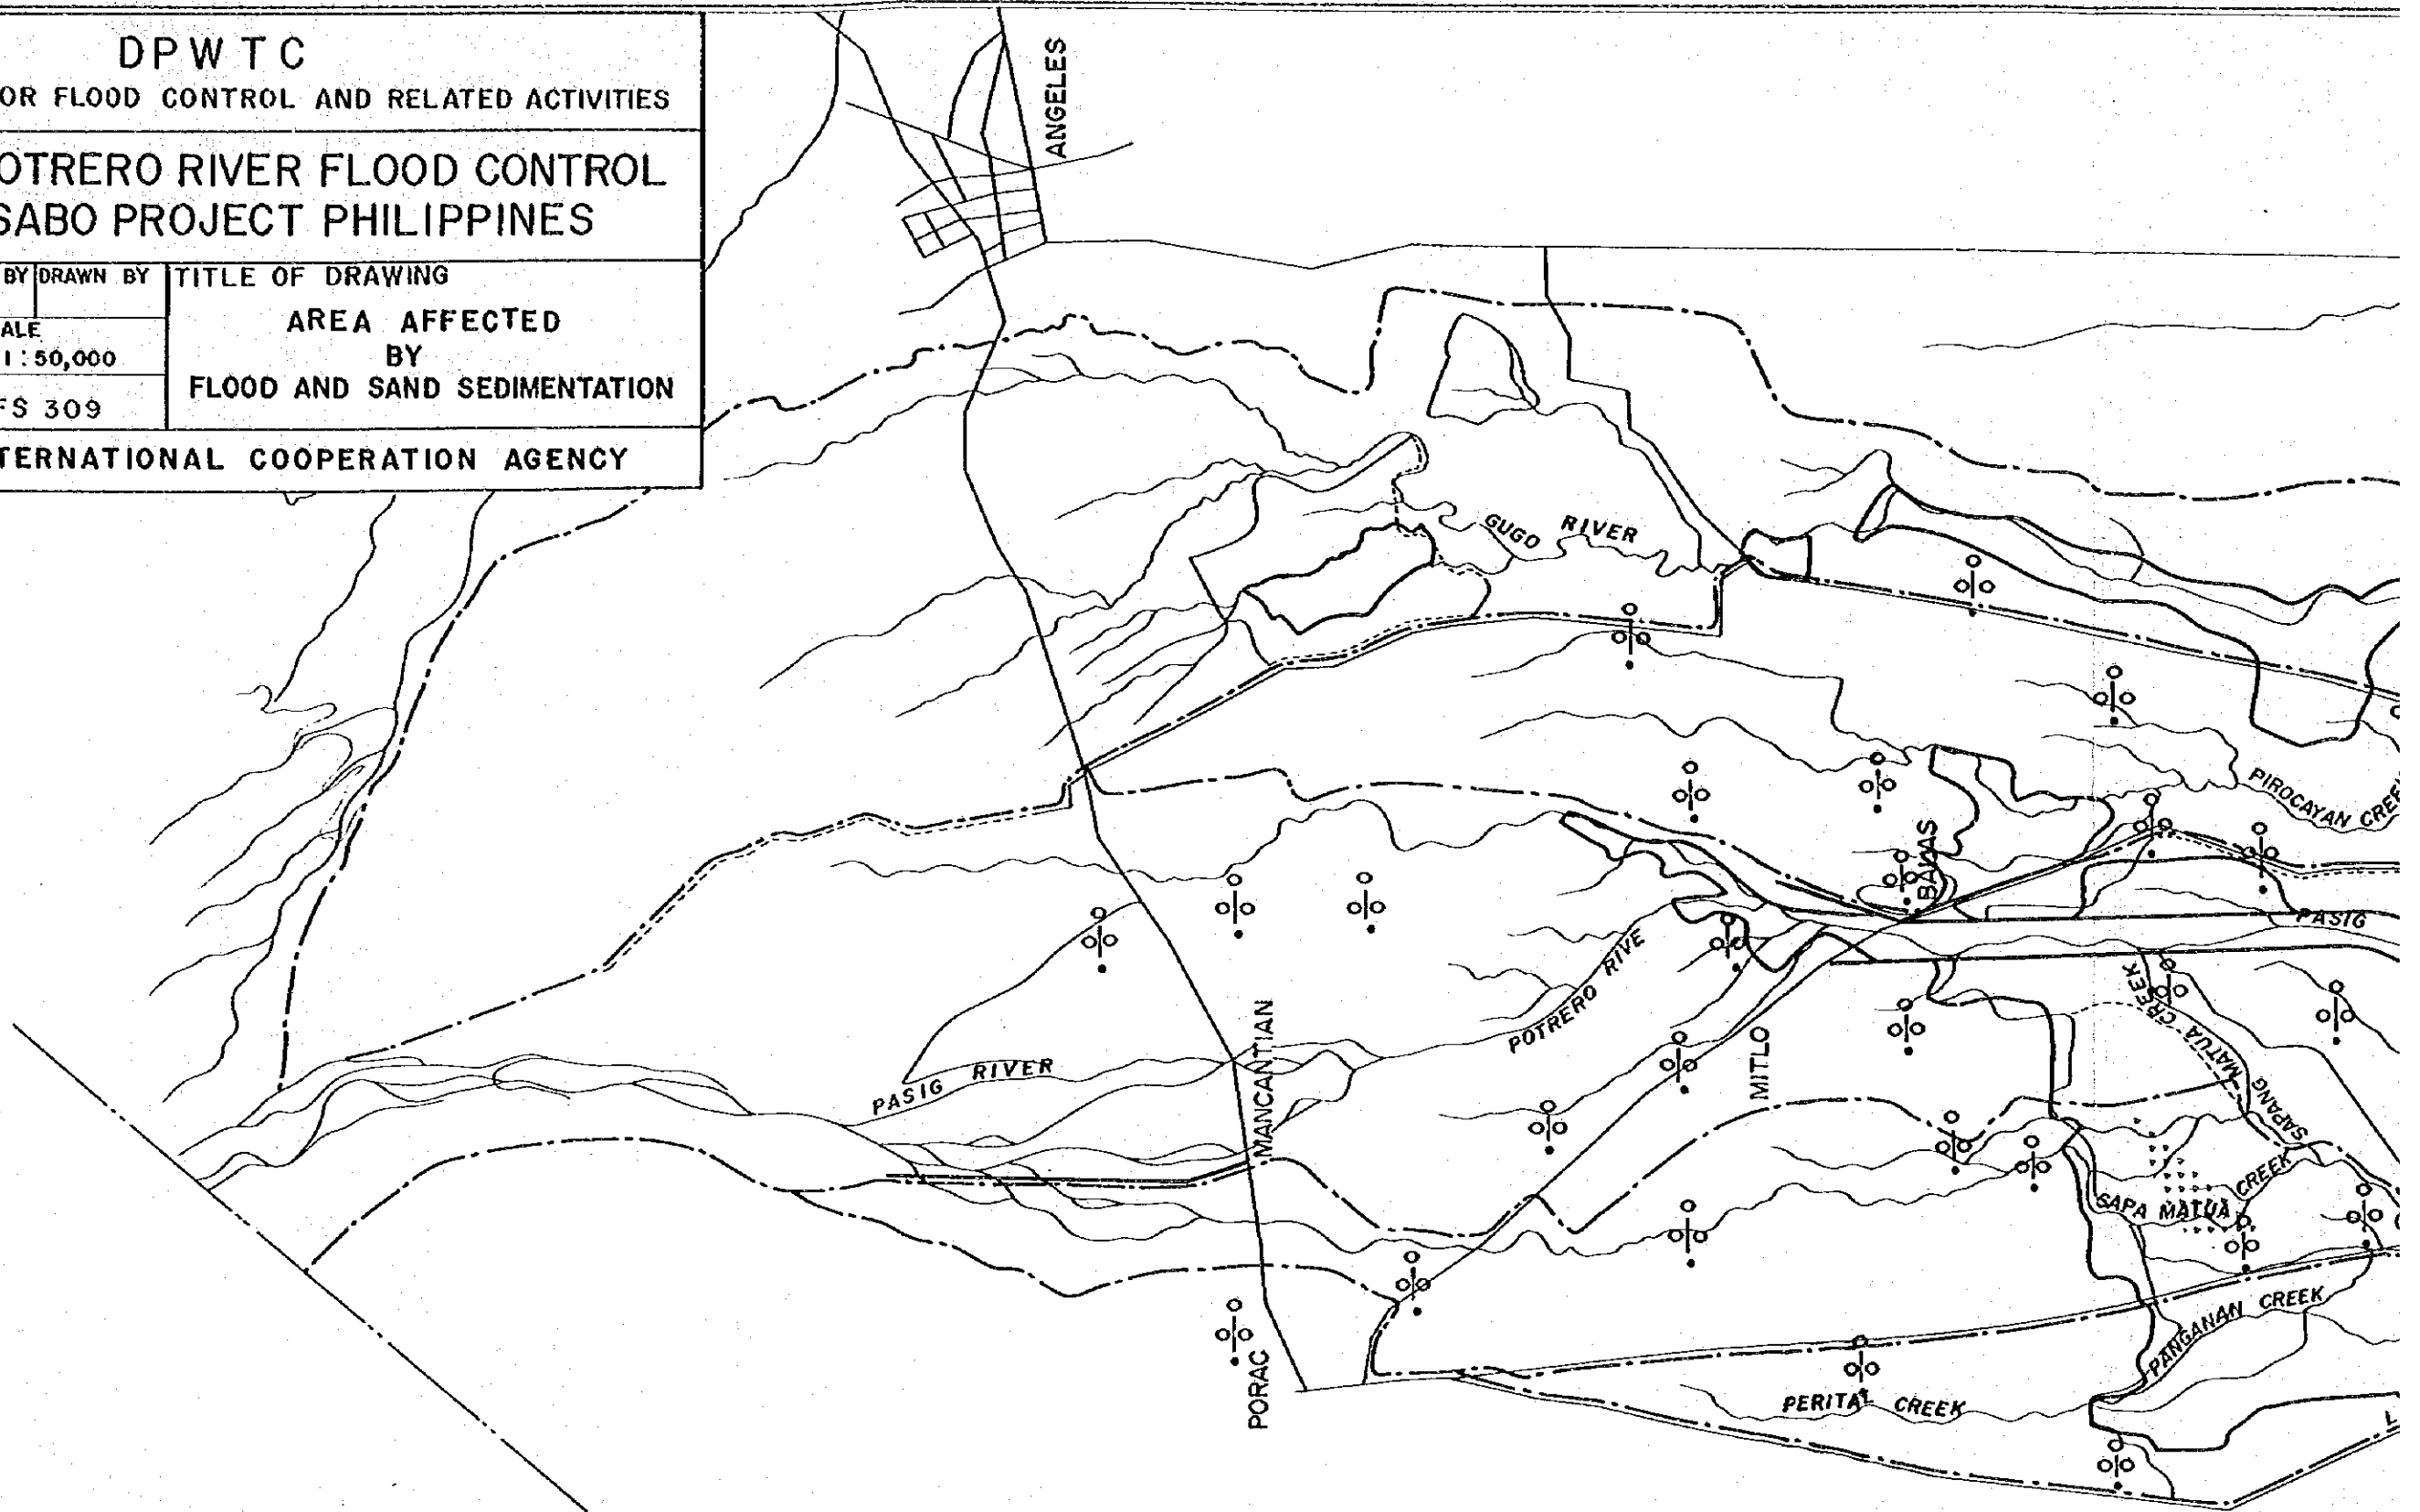 DPWTC
OR FLOOD CONTROL AND RELATED ACTIVITIES
OTRERO RIVER FLOOD CONTROL
SABO PROJECT PHILIPPINES
BY DRAWN BY TITLE OF DRAWING
AREA AFFECTED
BY
FLOOD AND SAND SEDIMENTATION
ALE
1:50,000
FS 309
TERNATIONAL COOPERATION AGENCY
ANGELES
GUGO RIVER
PIROCAYAN CREE
BALAS
PASIG
POTRERO RIVE
MITLO
SAPANG MATUA CREEK
PASIG RIVER
MANCANTIAN
SAPA MATUA CREEK
PANGANAN CREEK
PERITAL CREEK
PORAC
L